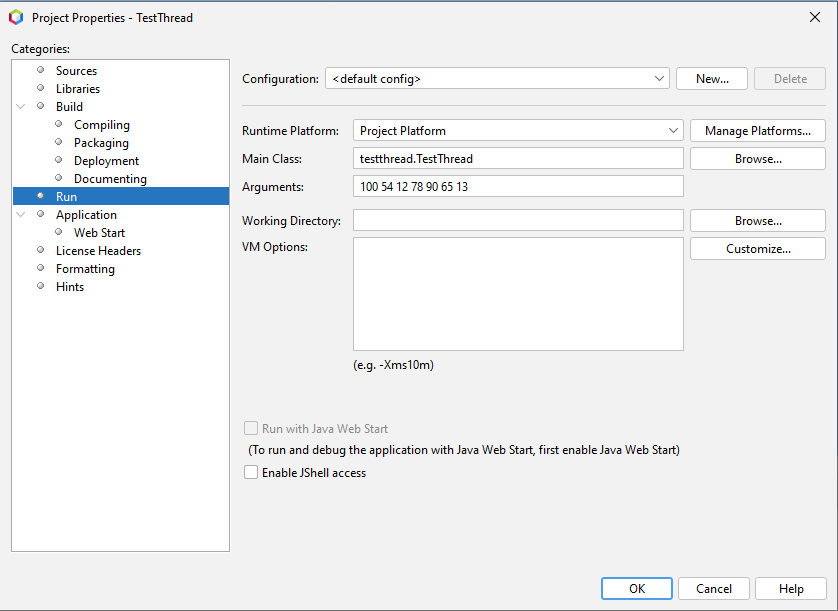 Project Properties - TestThread
Categories:
Sources
Libraries
Build
Compiling
Packaging
Deployment
Documenting
Run
Application
Web Start
License Headers
Formatting
Hints
Configuration: <default config> New... Delete
Runtime Platform: Project Platform Manage Platforms...
Main Class: testthread.TestThread Browse...
Arguments: 100 54 12 78 90 65 13
Working Directory: Browse...
VM Options: Customize...
(e.g. -Xms10m)
Run with Java Web Start
(To run and debug the application with Java Web Start, first enable Java Web Start)
Enable JShell access
OK Cancel Help